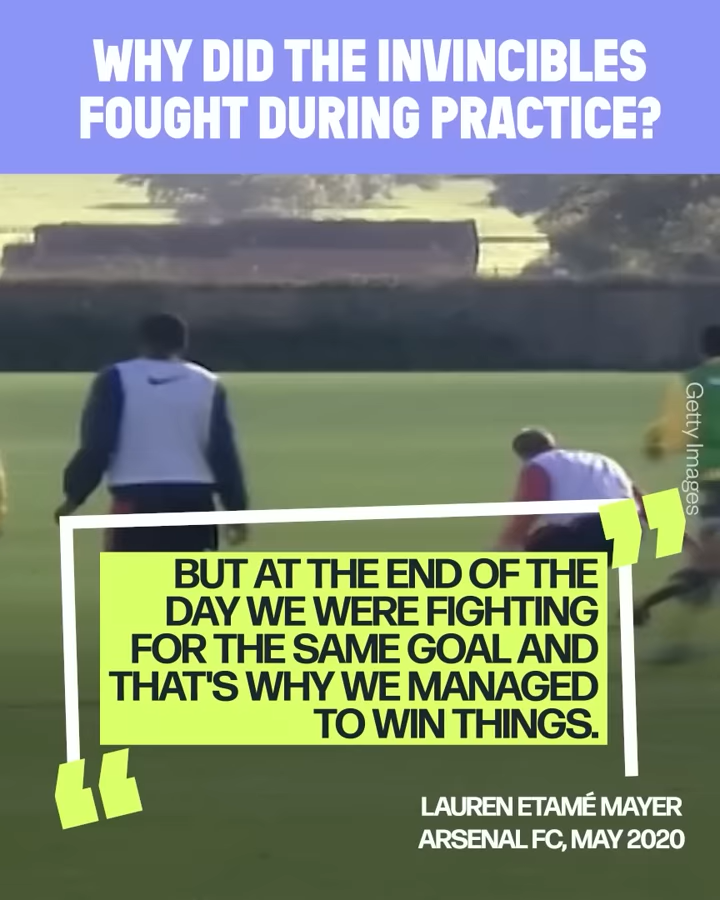 WHY DID THE INVINCIBLES
FOUGHT DURING PRACTICE?
Getty Images
BUT AT THE END OF THE
DAY WE WERE FIGHTING
FOR THE SAME GOAL AND
THAT'S WHY WE MANAGED
TO WIN THINGS.
LAUREN ETAMÉ MAYER
ARSENAL FC, MAY 2020